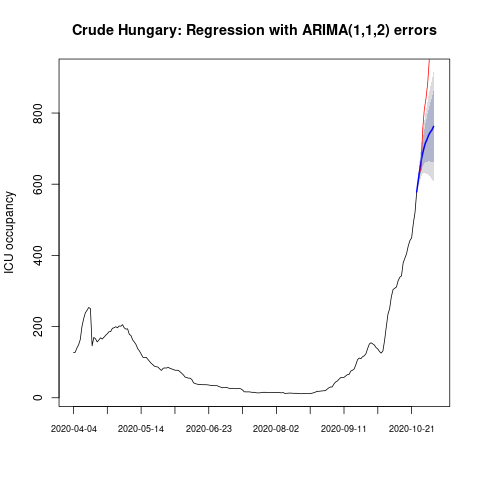 Crude Hungary: Regression with ARIMA(1,1,2) errors
ICU occupancy
800
600
400
200
0
2020-04-04 2020-05-14 2020-06-23 2020-08-02 2020-09-11 2020-10-21